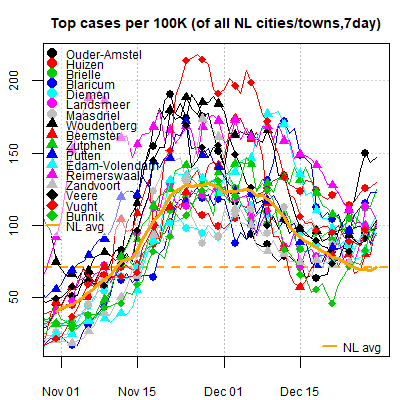 Top cases per 100K (of all NL cities/towns,7day)
200
150
100
50
Ouder-Amstel
Huizen
Brielle
Blaricum
Diemen
Landsmeer
Maasdriel
Woudenberg
Beemster
Zutphen
Putten
Edam-Volendam
Reimerswaal
Zandvoort
Veere
Vught
Bunnik
NL avg
NL avg
Nov 01
Nov 15
Dec 01
Dec 15